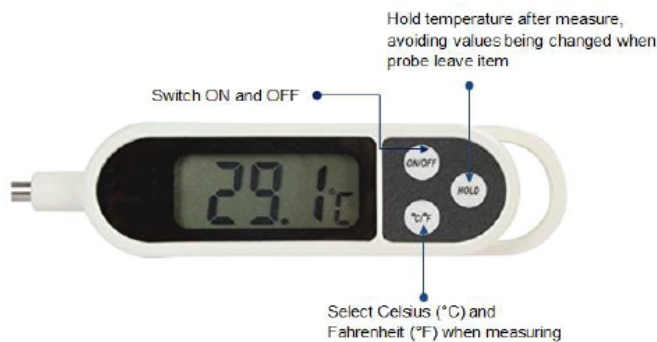 Hold temperature after measure,
avoiding values being changed when
probe leave item
Switch ON and OFF
29.1°C
ON/OFF
HOLD
°C/°F
Select Celsius (°C) and
Fahrenheit (°F) when measuring